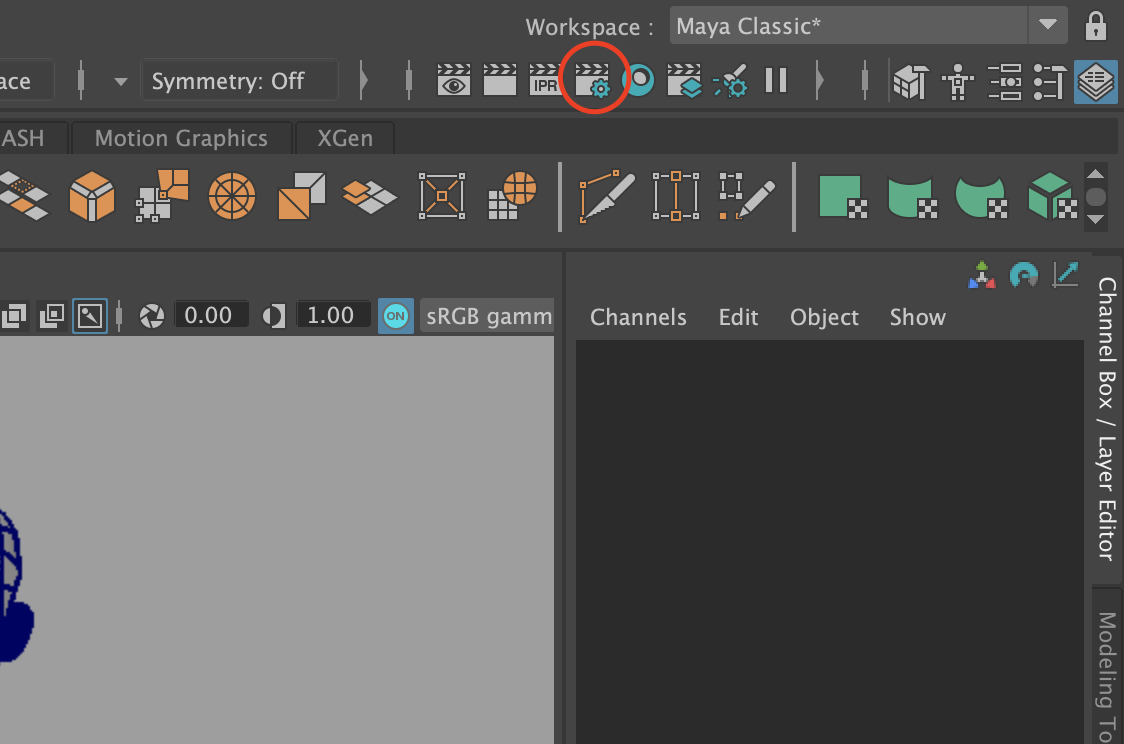 Workspace :
Maya Classic*
ace
Symmetry: Off
IPR
ASH
Motion Graphics
XGen
0.00
1.00
ON
sRGB gamm
Channels
Edit
Object
Show
Channel Box / Layer Editor
Modeling To